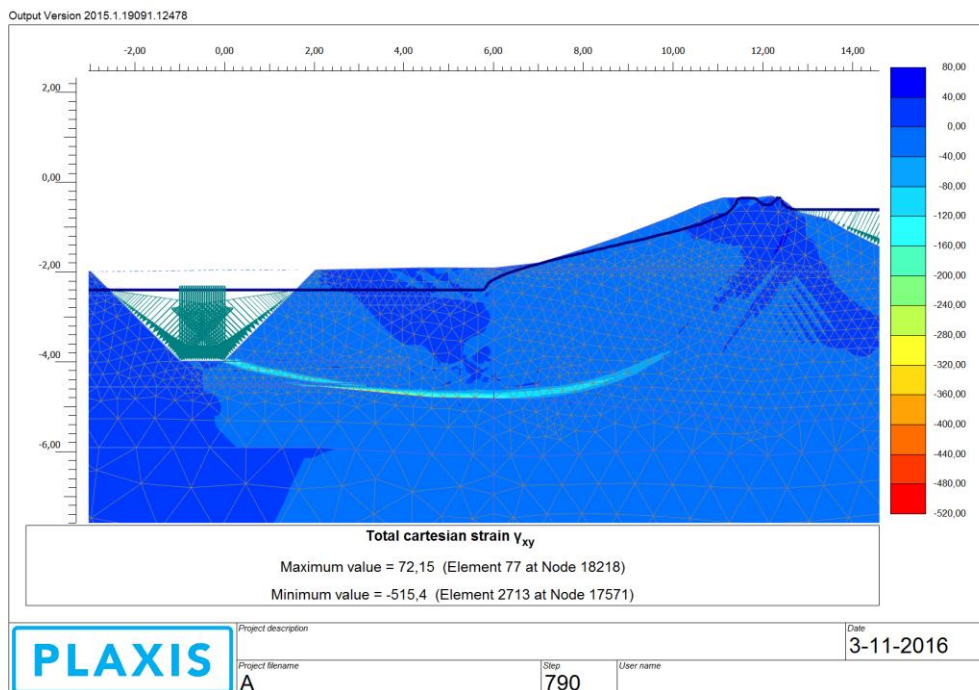 Output Version 2015.1.19091.12478
-2,00 0,00 2,00 4,00 6,00 8,00 10,00 12,00 14,00
2,00
0,00
-2,00
-4,00
-6,00
80,00
40,00
0,00
-40,00
-80,00
-120,00
-160,00
-200,00
-240,00
-280,00
-320,00
-360,00
-400,00
-440,00
-480,00
-520,00
Total cartesian strain γxy
Maximum value = 72,15 (Element 77 at Node 18218)
Minimum value = -515,4 (Element 2713 at Node 17571)
PLAXIS
Project description
Date
3-11-2016
Project filename
A
Step
790
User name